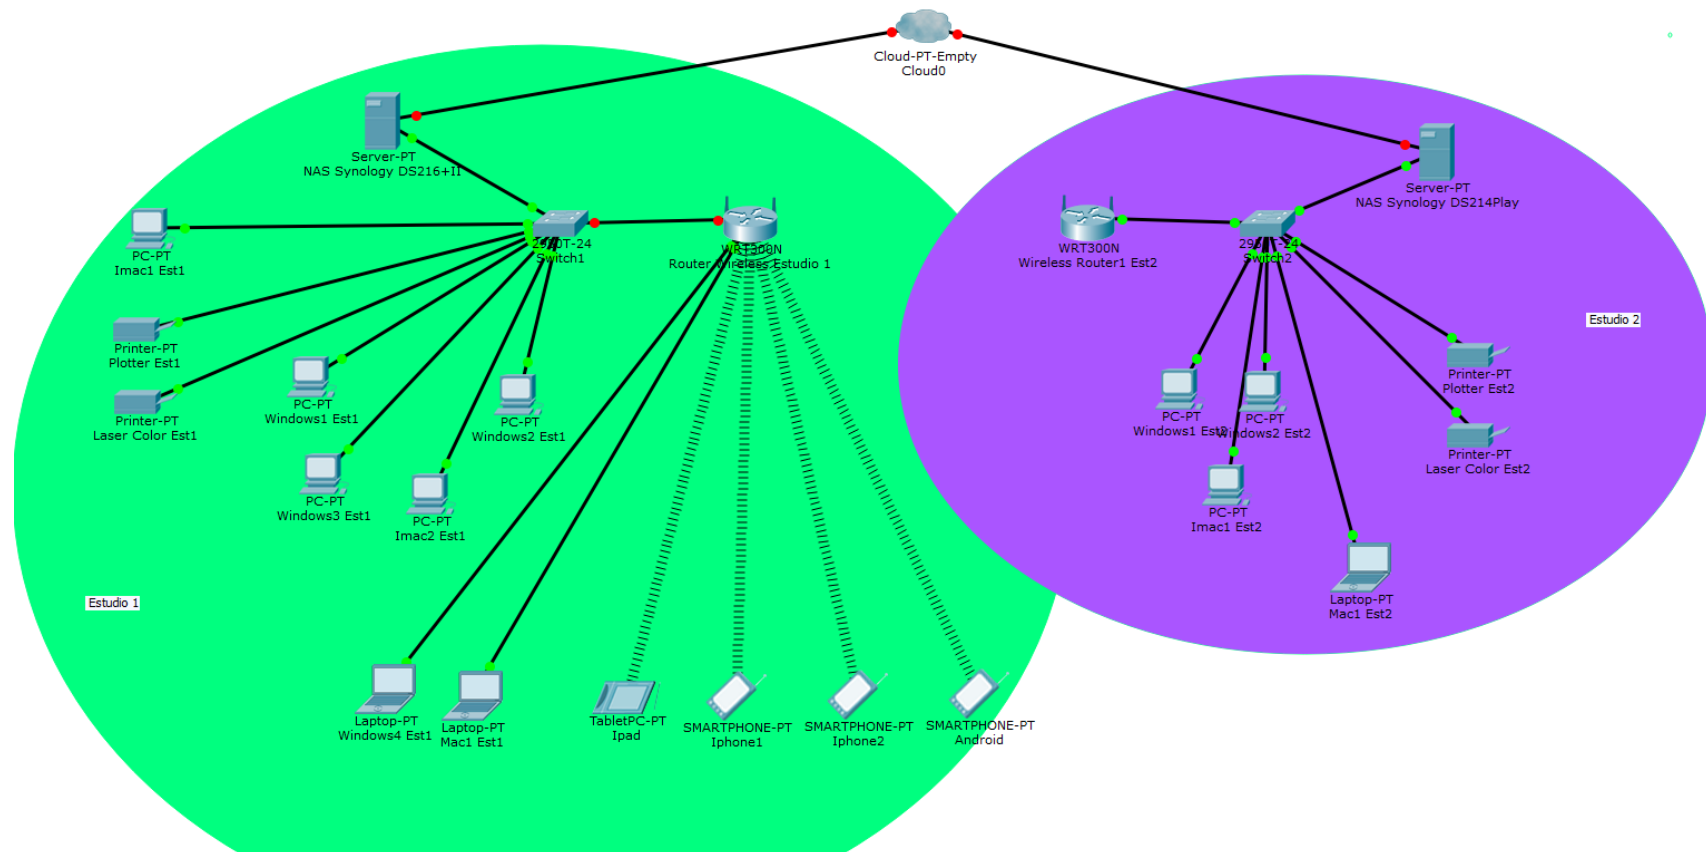 Cloud-PT-Empty
Cloud0
Server-PT
NAS Synology DS216+II
Server-PT
NAS Synology DS214Play
2950T-24
Switch1
WRT300N
Router Wireless Estudio 1
WRT300N
Wireless Router1 Est2
2950T-24
Switch2
PC-PT
Imac1 Est1
Printer-PT
Plotter Est1
Printer-PT
Laser Color Est1
PC-PT
Windows1 Est1
PC-PT
Windows2 Est1
PC-PT
Windows3 Est1
PC-PT
Imac2 Est1
Estudio 2
Printer-PT
Plotter Est2
PC-PT
Windows1 Est2
PC-PT
Windows2 Est2
Printer-PT
Laser Color Est2
PC-PT
Imac1 Est2
Laptop-PT
Mac1 Est2
Estudio 1
Laptop-PT
Windows4 Est1
Laptop-PT
Mac1 Est1
TabletPC-PT
Ipad
SMARTPHONE-PT
Iphone1
SMARTPHONE-PT
Iphone2
SMARTPHONE-PT
Android